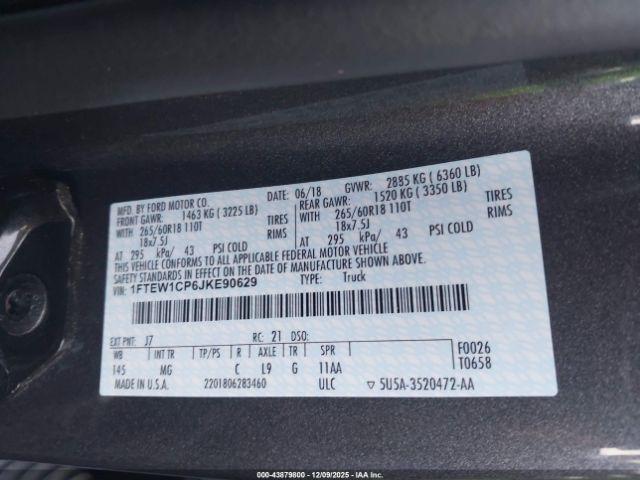 MFD. BY FORD MOTOR CO. DATE: 06/18 GVWR: 2885 KG ( 6360 LB)
FRONT GAWR: 1463 KG ( 3225 LB) REAR GAWR: 1520 KG ( 3350 LB)
WITH 265/60R18 110T TIRES WITH 265/60R18 110T TIRES
18x7.5J RIMS 18x7.5J RIMS
AT 295 kPa/ 43 PSI COLD AT 295 kPa/ 43 PSI COLD
THIS VEHICLE CONFORMS TO ALL APPLICABLE FEDERAL MOTOR VEHICLE
SAFETY STANDARDS IN EFFECT ON THE DATE OF MANUFACTURE SHOWN ABOVE.
VIN: 1FTEW1CP6JKE90629 TYPE: Truck
EXT PNT: J7 RC: 21 DSO:
WB INT TR TP/PS R AXLE TR SPR F0026
145 MG C L9 G 11AA T0658
MADE IN U.S.A. 2201806283460 ULC ▽ 5U5A-3520472-AA
220-43879800 | 12/09/2025 - IAA, Inc.